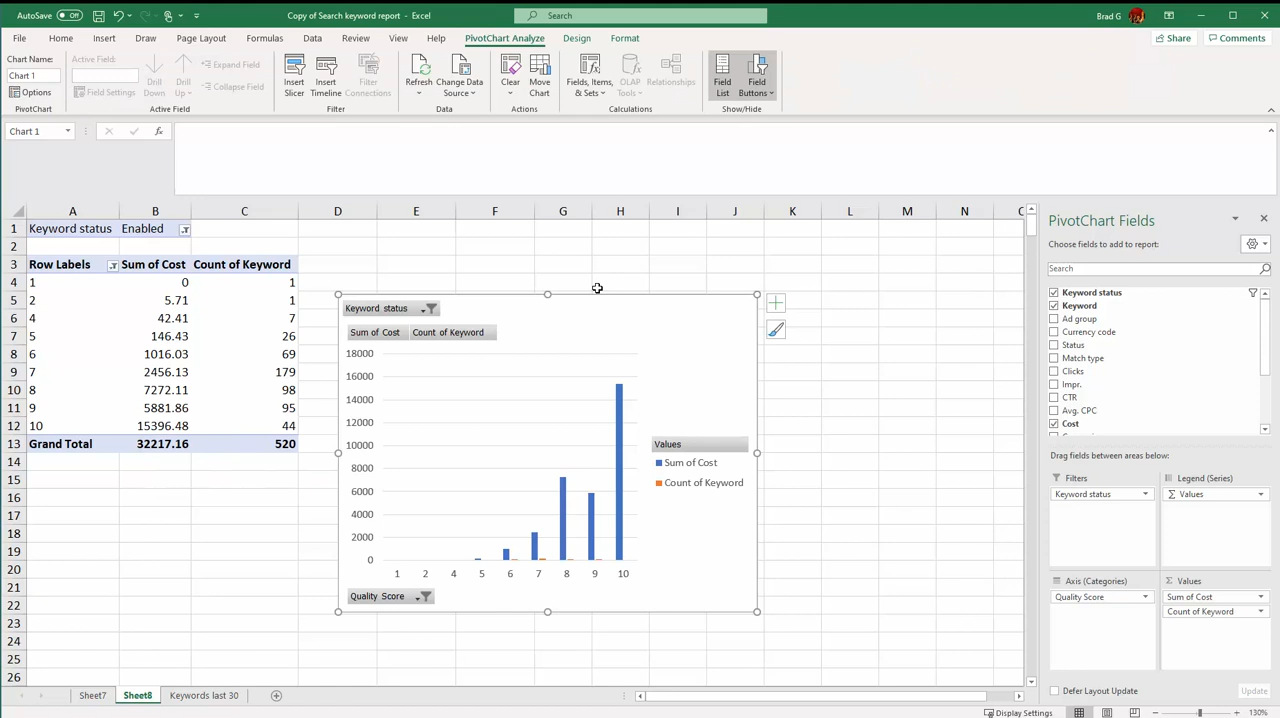 AutoSave Off Copy of Search keyword report - Excel Search Brad G
File Home Insert Draw Page Layout Formulas Data Review View Help PivotChart Analyze Design Format Share Comments
Chart Name:
Chart 1
Options
PivotChart
Active Field:
Field Settings
Drill Down
Drill Up
Expand Field
Collapse Field
Active Field
Insert Slicer
Insert Timeline
Filter Connections
Filter
Refresh
Change Data Source
Data
Clear
Move Chart
Actions
Fields, Items, & Sets
OLAP Tools
Relationships
Calculations
Field List
Field Buttons
Show/Hide
Chart 1 fx
A B C D E F G H I J K L M N O
1 Keyword status Enabled
2
3 Row Labels Sum of Cost Count of Keyword
4 1 0 1
5 2 5.71 1
6 4 42.41 7
7 5 146.43 26
8 6 1016.03 69
9 7 2456.13 179
10 8 7272.11 98
11 9 5881.86 95
12 10 15396.48 44
13 Grand Total 32217.16 520
14
15
16
17
18
19
20
21
22
23
24
25
26
Keyword status
Sum of Cost Count of Keyword
18000
16000
14000
12000
10000
8000
6000
4000
2000
0
1 2 4 5 6 7 8 9 10
Values
Sum of Cost
Count of Keyword
Quality Score
PivotChart Fields
Choose fields to add to report:
Search
Keyword status
Keyword
Ad group
Currency code
Status
Match type
Clicks
Impr.
CTR
Avg. CPC
Cost
Drag fields between areas below:
Filters
Keyword status
Legend (Series)
Σ Values
Axis (Categories)
Quality Score
Σ Values
Sum of Cost
Count of Keyword
Defer Layout Update Update
Sheet7 Sheet8 Keywords last 30
Display Settings 130%